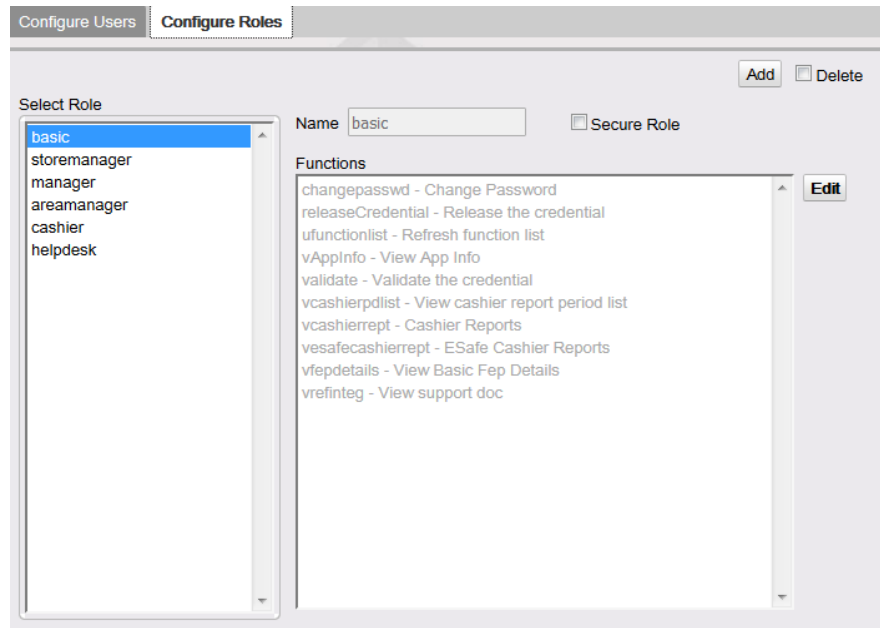 Configure Users
Configure Roles
Add
Delete
Select Role
basic
storemanager
manager
areamanager
cashier
helpdesk
Name
basic
Secure Role
Functions
changepasswd - Change Password
releaseCredential - Release the credential
ufunctionlist - Refresh function list
vAppInfo - View App Info
validate - Validate the credential
vcashierpdlist - View cashier report period list
vcashierrept - Cashier Reports
vesafecashierrept - ESafe Cashier Reports
vfepdetails - View Basic Fep Details
vrefinteg - View support doc
Edit